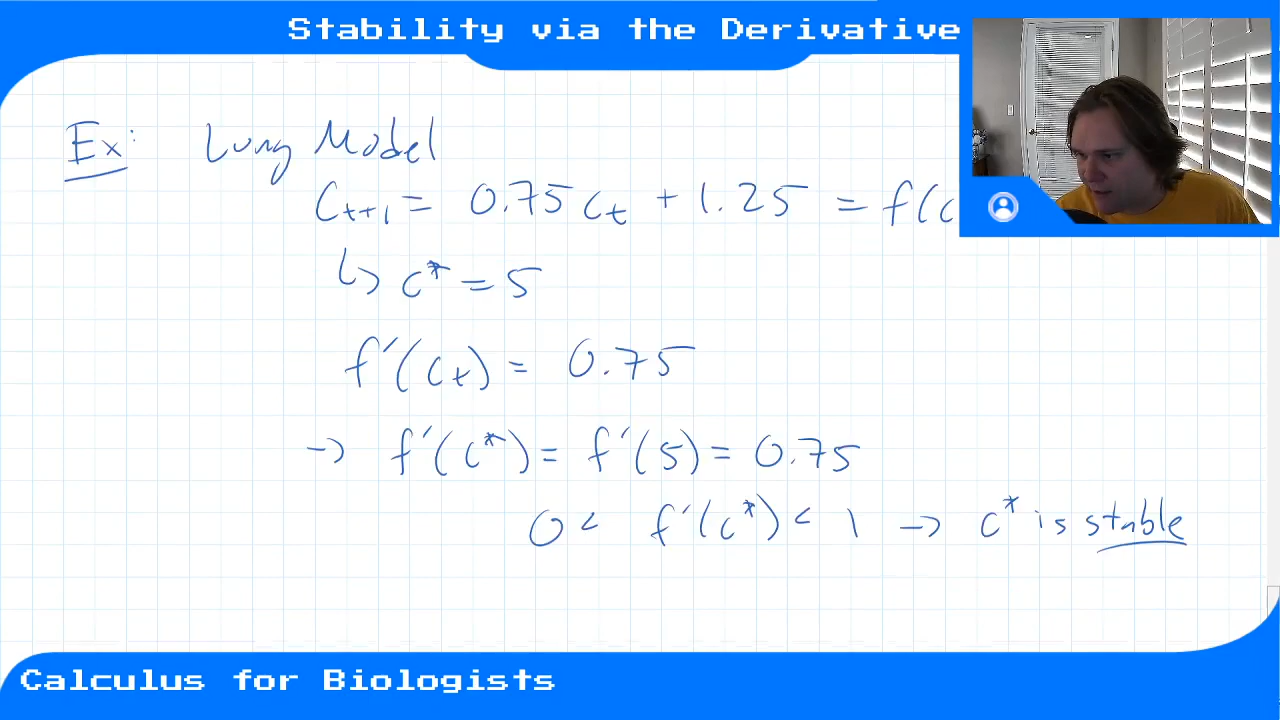 Stability via the Derivative
Ex: Lung Model
C_{t+1} = 0.75 C_t + 1.25 = f(c
↳ c* = 5
f'(c_t) = 0.75
→ f'(c*) = f'(5) = 0.75
0 < f'(c*) < 1 → c* is stable
Calculus for Biologists